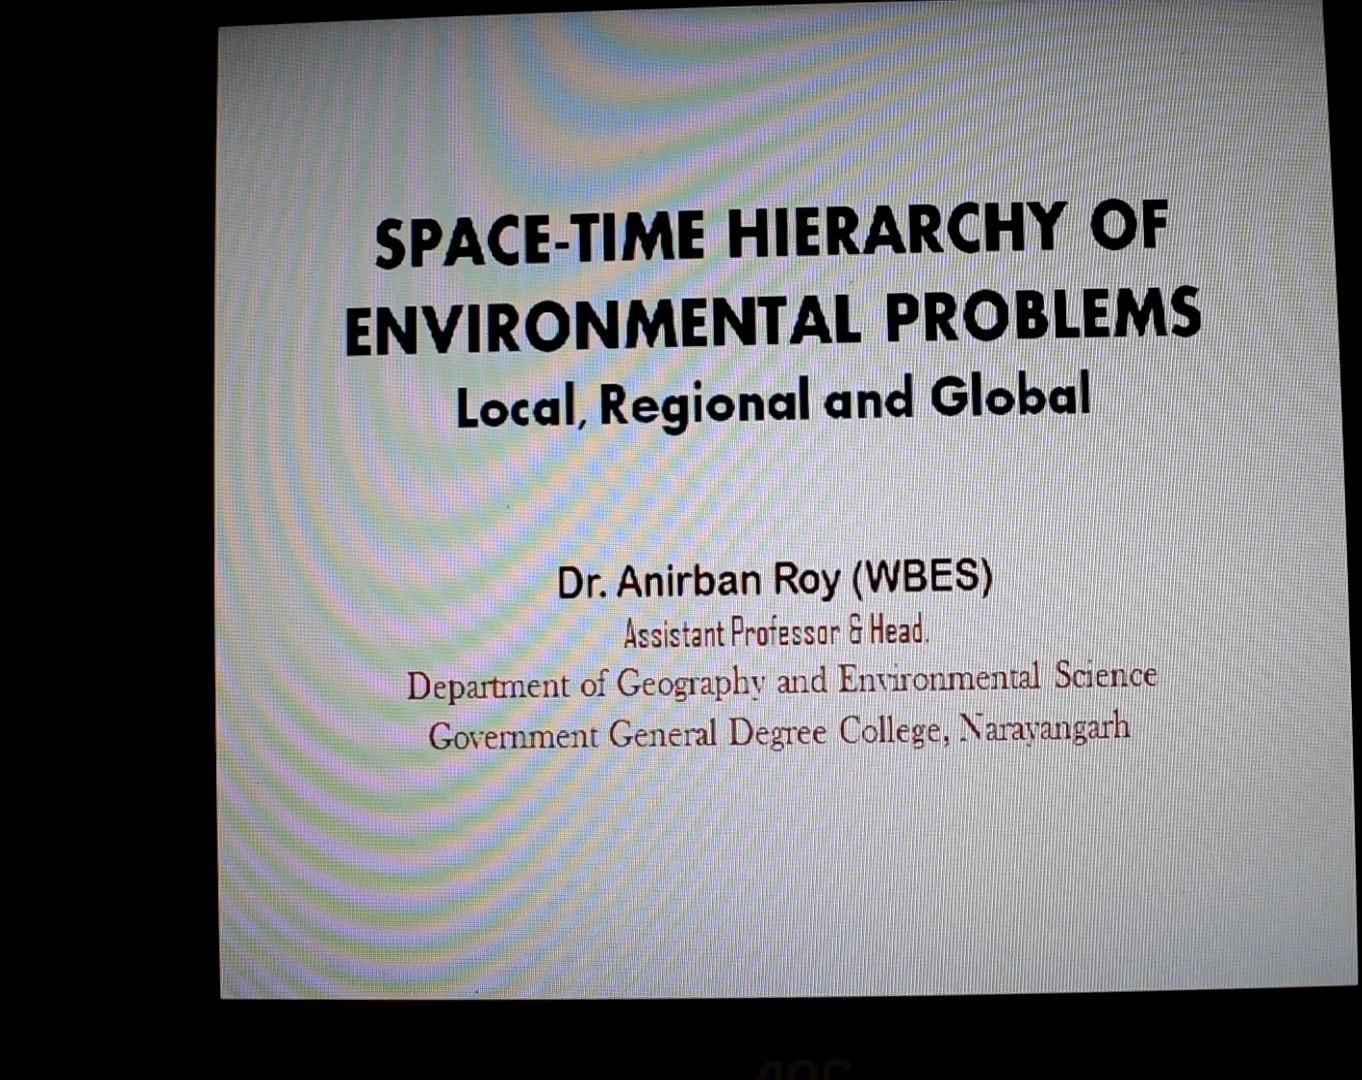 SPACE-TIME HIERARCHY OF
ENVIRONMENTAL PROBLEMS
Local, Regional and Global
Dr. Anirban Roy (WBES)
Assistant Professor & Head.
Department of Geography and Environmental Science
Government General Degree College, Narayangarh
AOC